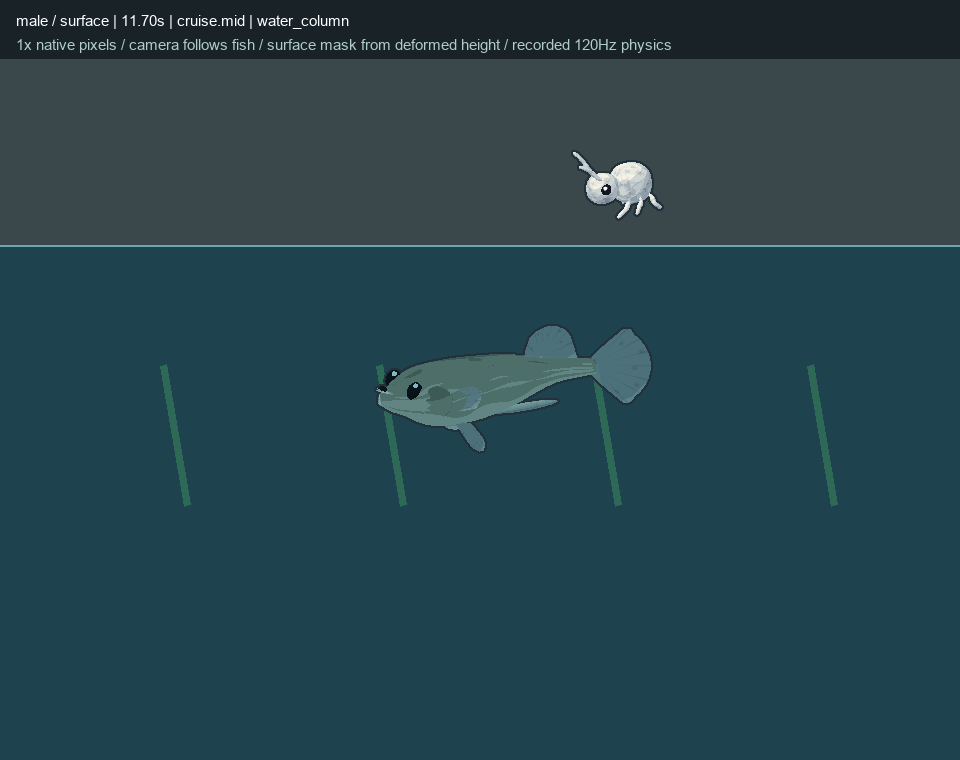 male / surface | 11.70s | cruise.mid | water_column
1x native pixels / camera follows fish / surface mask from deformed height / recorded 120Hz physics